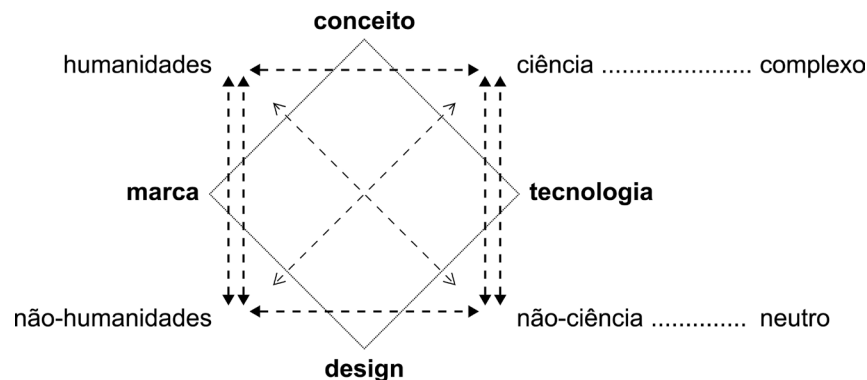 conceito
humanidades ciência ...................... complexo
marca tecnologia
não-humanidades não-ciência .............. neutro
design